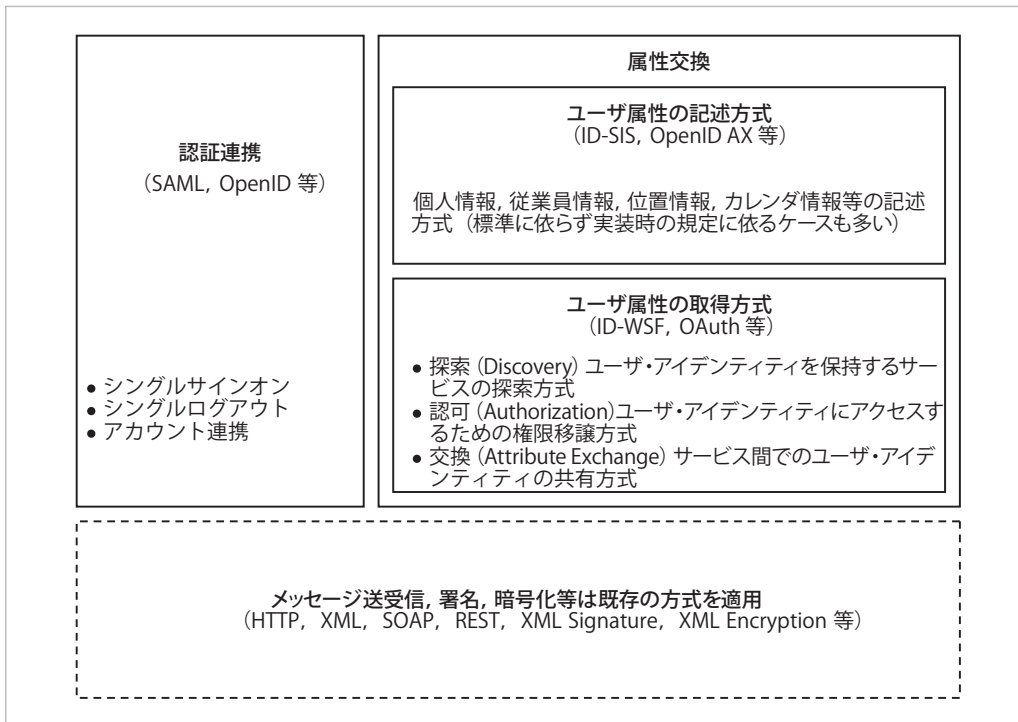 認証連携
（SAML, OpenID 等）
● シングルサインオン
● シングルログアウト
● アカウント連携
属性交換
ユーザ属性の記述方式
（ID-SIS, OpenID AX 等）
個人情報, 従業員情報, 位置情報, カレンダ情報等の記述
方式（標準に依らず実装時の規定に依るケースも多い）
ユーザ属性の取得方式
（ID-WSF, OAuth 等）
● 探索（Discovery）ユーザ・アイデンティティを保持するサー
ビスの探索方式
● 認可（Authorization）ユーザ・アイデンティティにアクセスす
るための権限移譲方式
● 交換（Attribute Exchange）サービス間でのユーザ・アイデ
ンティティの共有方式
メッセージ送受信, 署名, 暗号化等は既存の方式を適用
（HTTP, XML, SOAP, REST, XML Signature, XML Encryption 等）